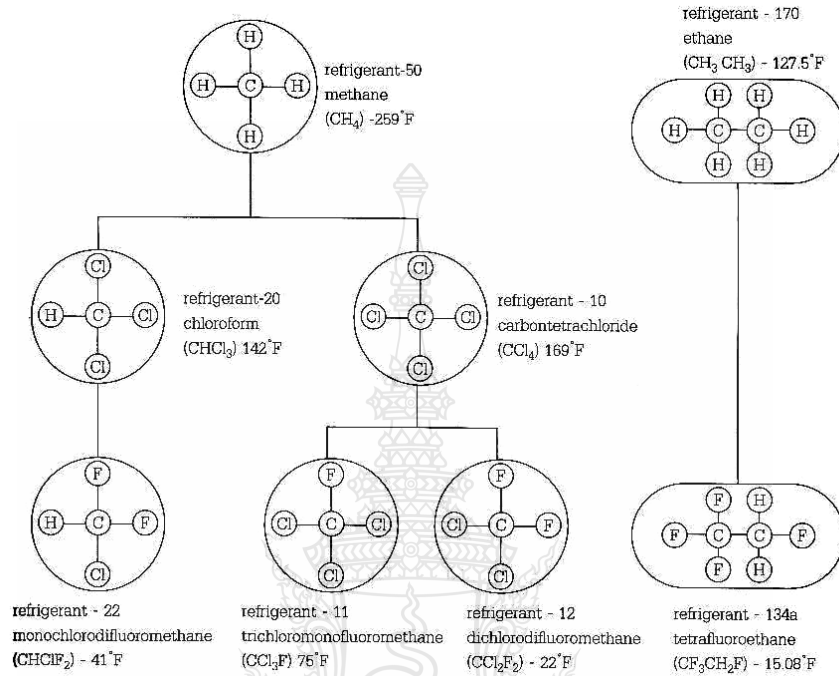 refrigerant-50
methane
(CH₄) -259°F
H
H
C
H
H
refrigerant - 170
ethane
(CH₃ CH₃) - 127.5°F
H
H
H
C
C
H
H
H
refrigerant-20
chloroform
(CHCl₃) 142°F
Cl
H
C
Cl
Cl
refrigerant - 10
carbontetrachloride
(CCl₄) 169°F
Cl
Cl
C
Cl
Cl
F
H
C
F
Cl
refrigerant - 22
monochlorodifluoromethane
(CHClF₂) - 41°F
F
Cl
C
Cl
Cl
refrigerant - 11
trichloromonofluoromethane
(CCl₃F) 75°F
F
Cl
C
F
Cl
refrigerant - 12
dichlorodifluoromethane
(CCl₂F₂) - 22°F
F
H
F
C
C
F
F
H
refrigerant - 134a
tetrafluoroethane
(CF₃CH₂F) - 15.08°F